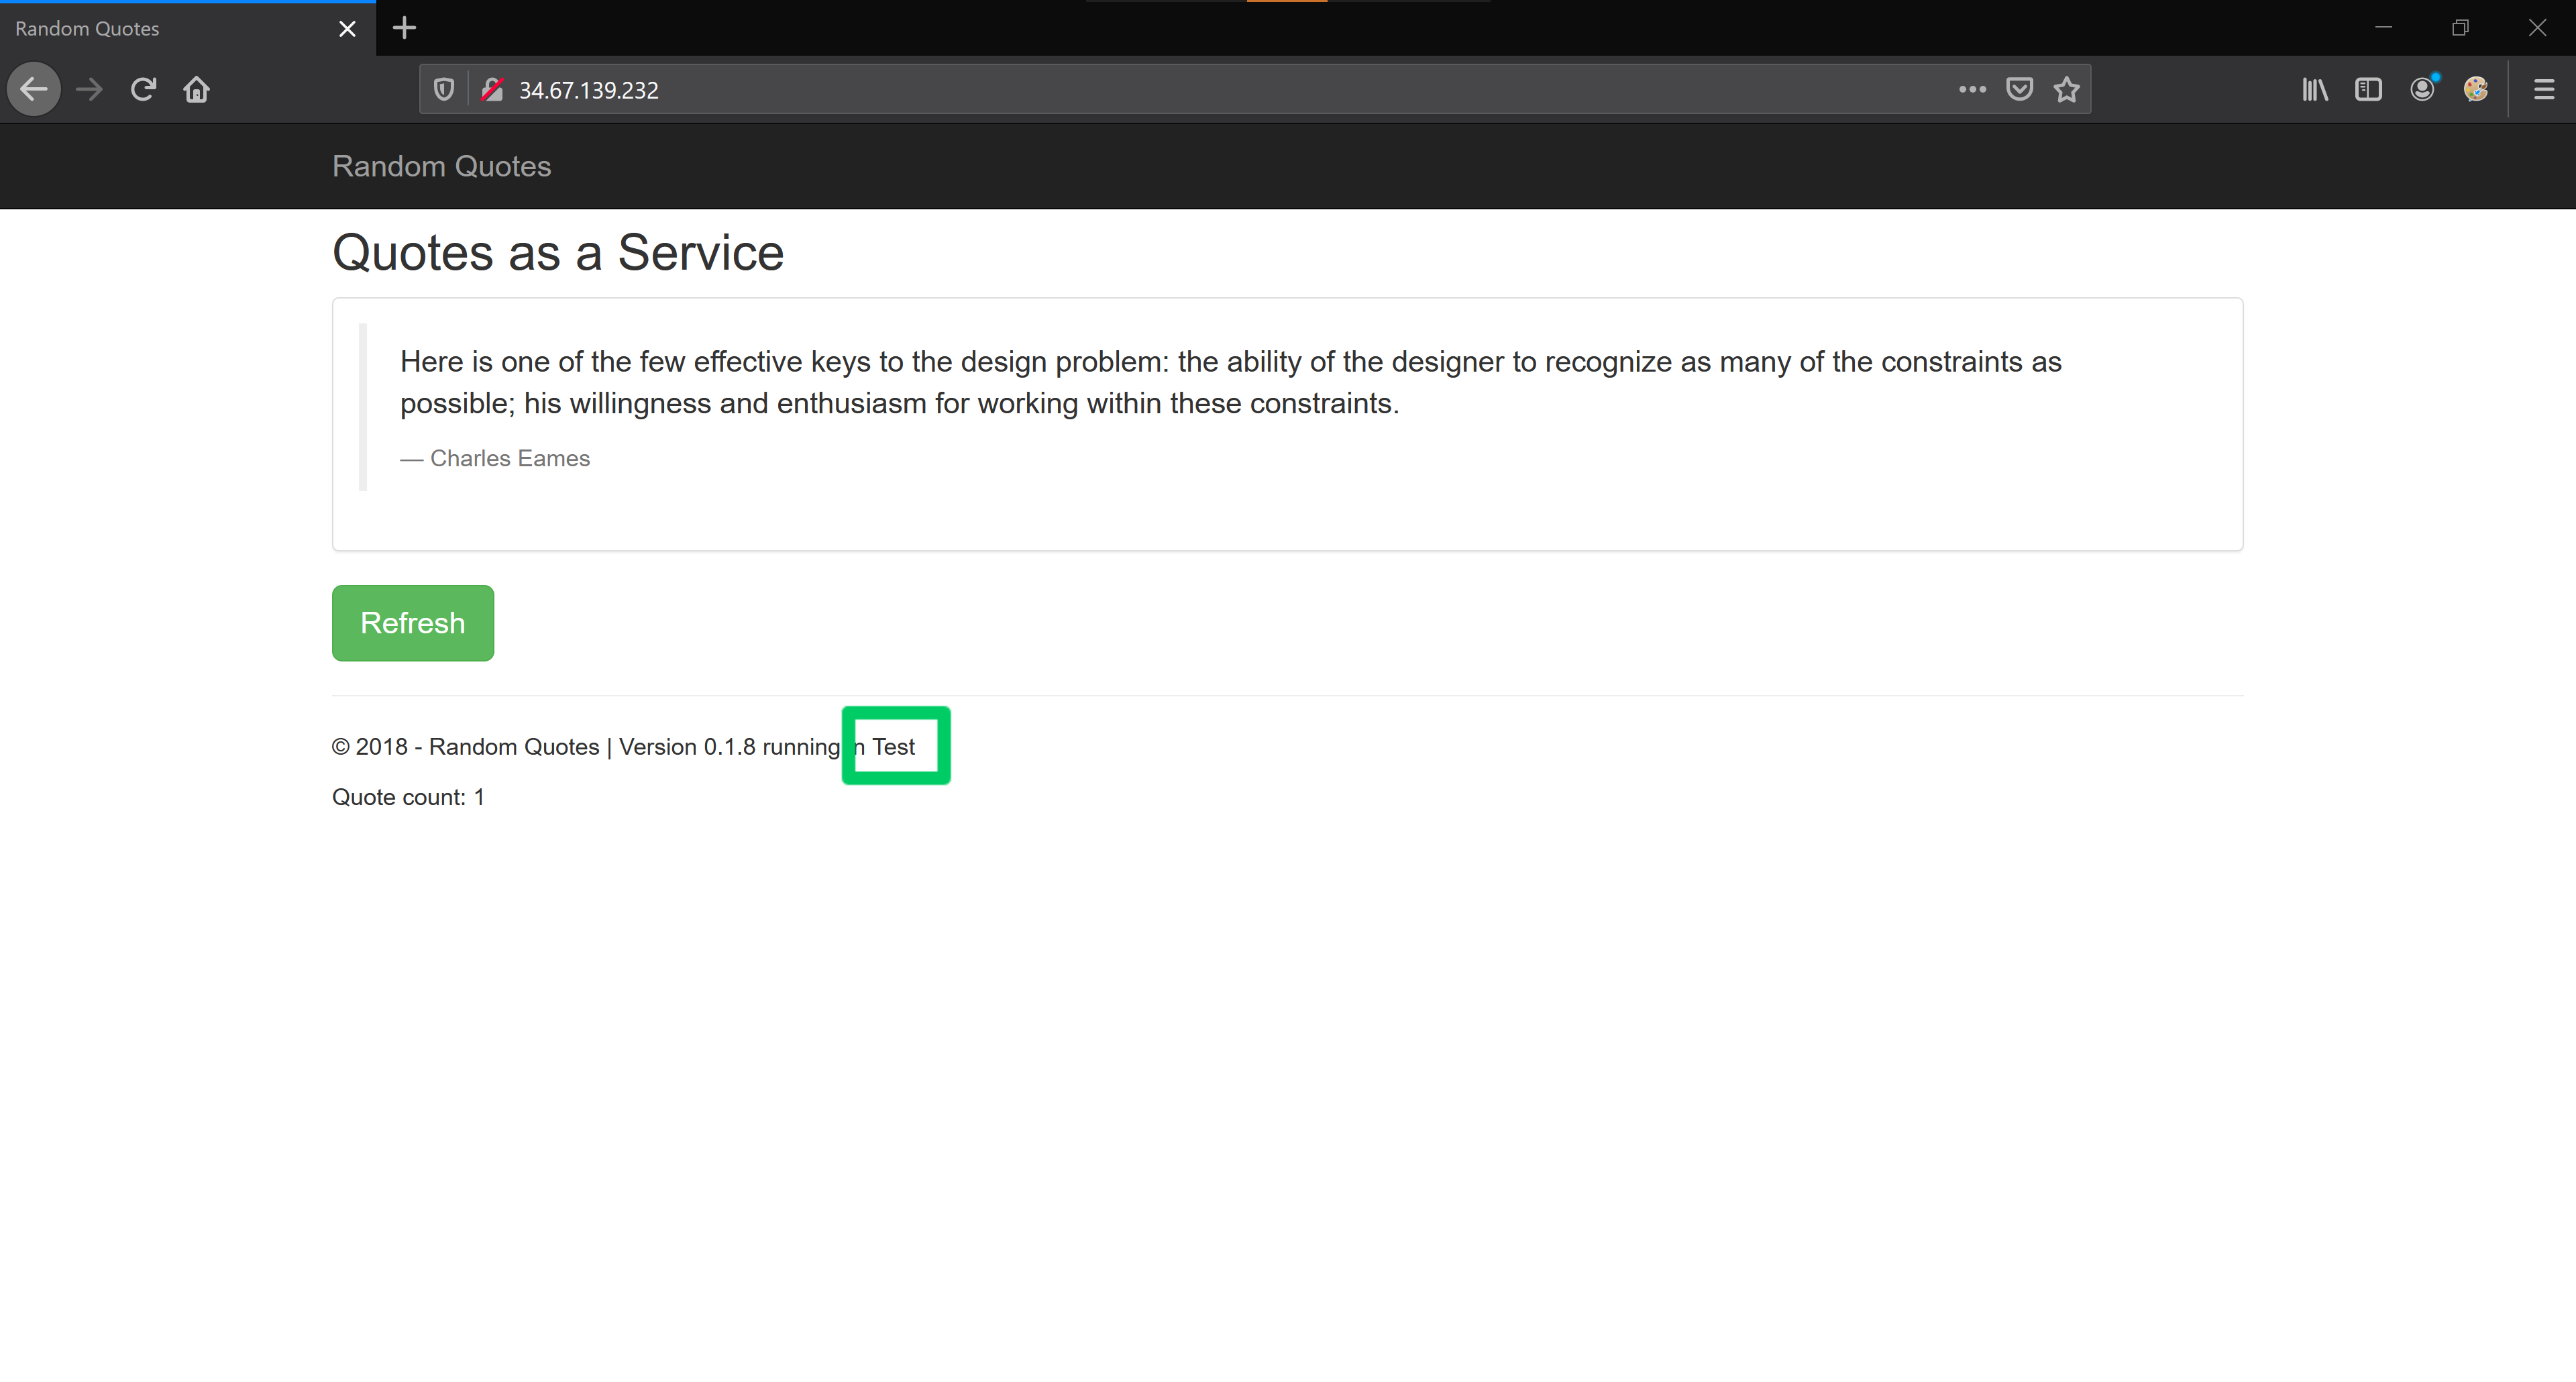 Random Quotes
34.67.139.232
Random Quotes
Quotes as a Service
Here is one of the few effective keys to the design problem: the ability of the designer to recognize as many of the constraints as
possible; his willingness and enthusiasm for working within these constraints.
— Charles Eames
Refresh
© 2018 - Random Quotes | Version 0.1.8 running in Test
Quote count: 1